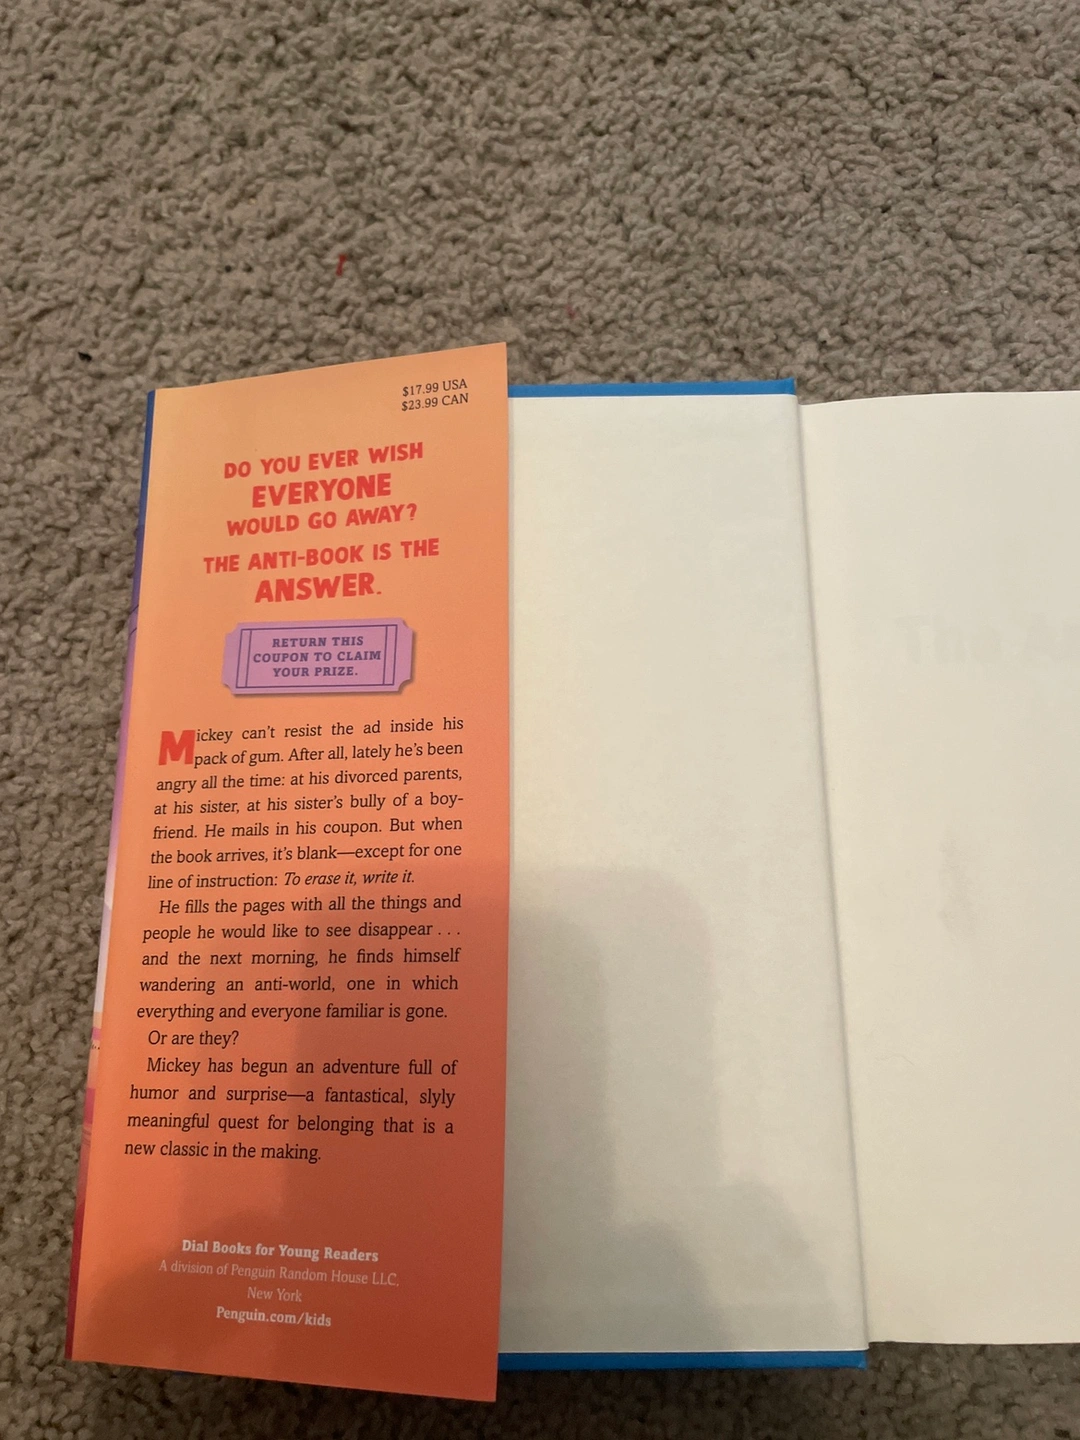 $17.99 USA
$23.99 CAN
DO YOU EVER WISH
EVERYONE
WOULD GO AWAY?
THE ANTI-BOOK IS THE
ANSWER.
RETURN THIS
COUPON TO CLAIM
YOUR PRIZE.
Mickey can't resist the ad inside his
pack of gum. After all, lately he's been
angry all the time: at his divorced parents,
at his sister, at his sister's bully of a boy-
friend. He mails in his coupon. But when
the book arrives, it's blank—except for one
line of instruction: To erase it, write it.
He fills the pages with all the things and
people he would like to see disappear . . .
and the next morning, he finds himself
wandering an anti-world, one in which
everything and everyone familiar is gone.
Or are they?
Mickey has begun an adventure full of
humor and surprise—a fantastical, slyly
meaningful quest for belonging that is a
new classic in the making.
Dial Books for Young Readers
A division of Penguin Random House LLC.
New York
Penguin.com/kids